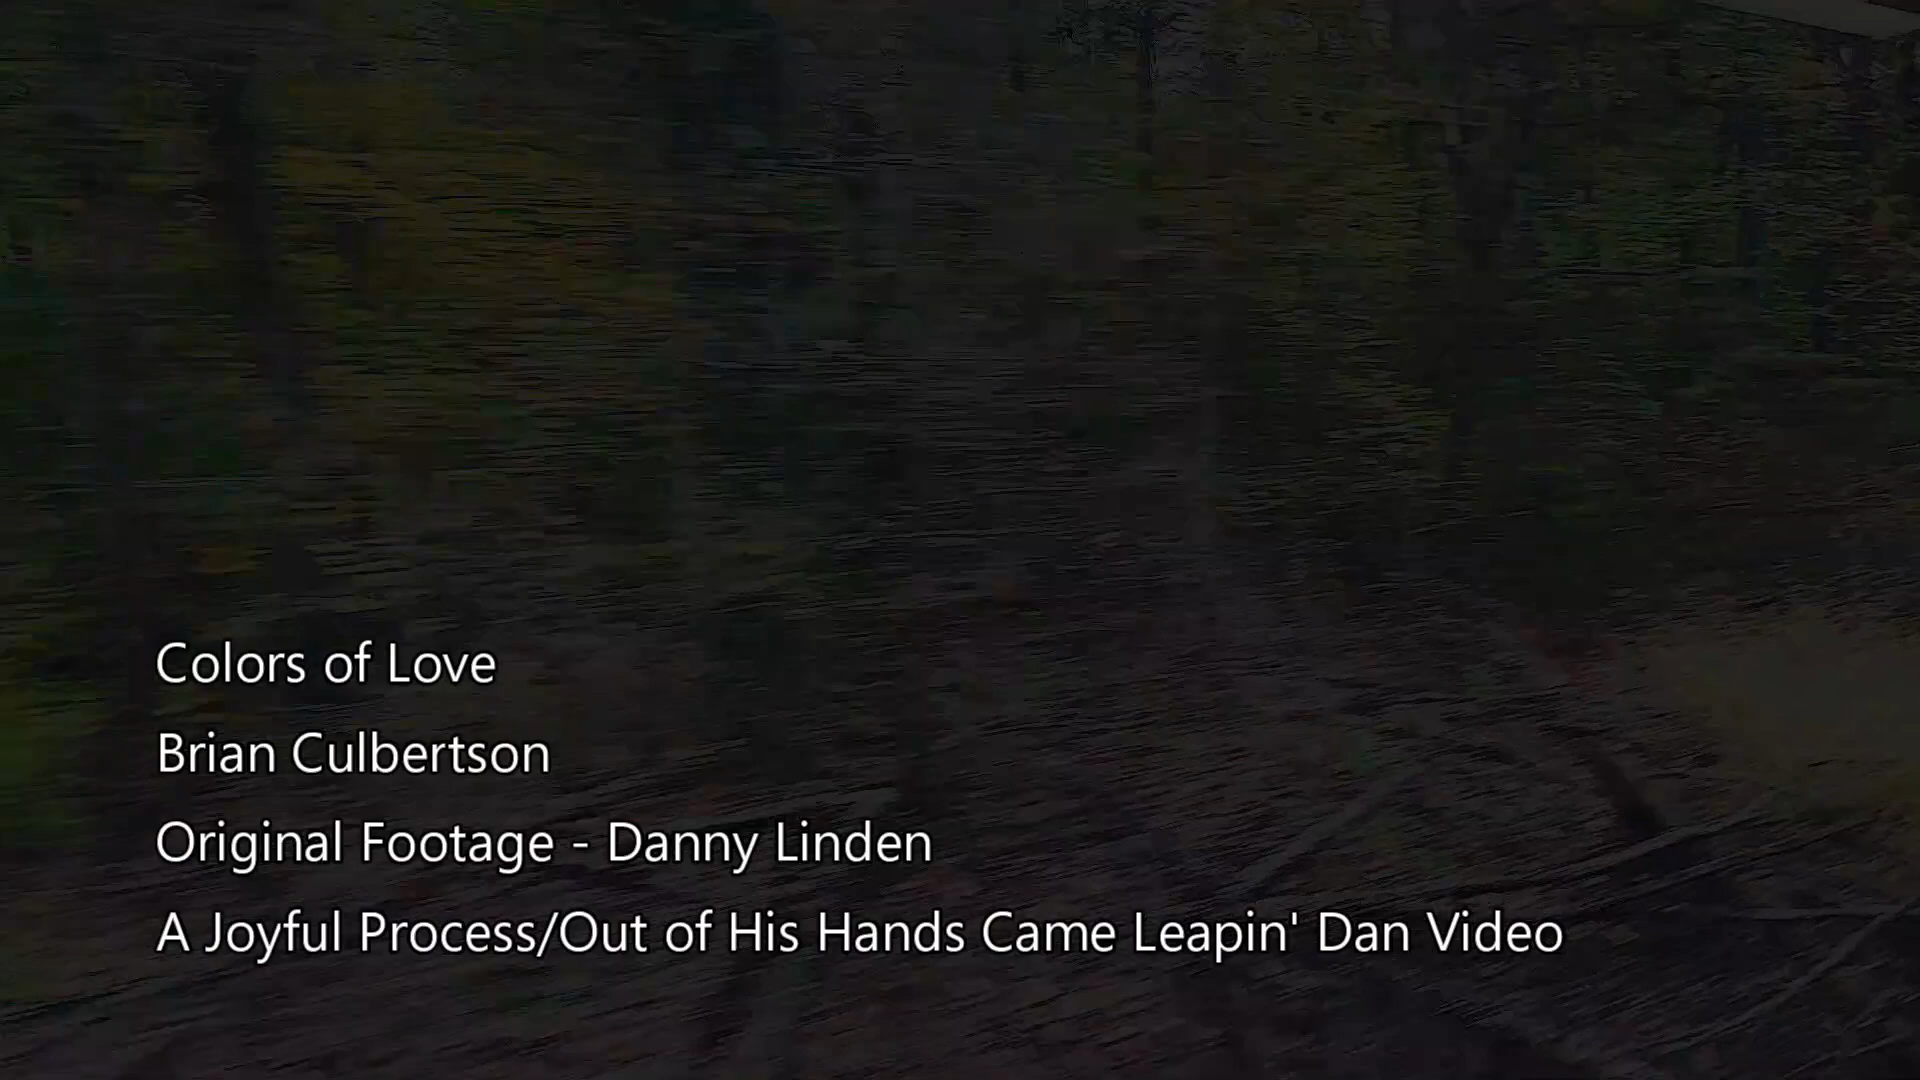 Colors of Love
Brian Culbertson
Original Footage - Danny Linden
A Joyful Process/Out of His Hands Came Leapin' Dan Video